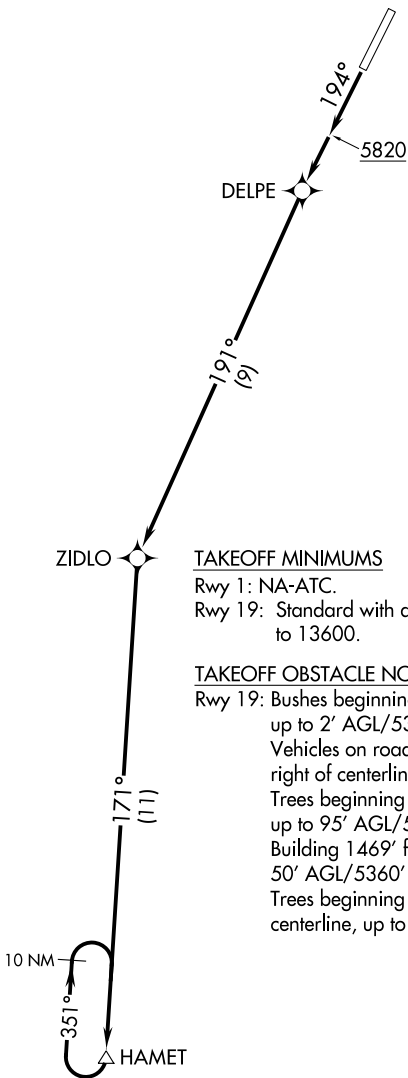 194°
5820
DELPE
191°
(9)
ZIDLO
TAKEOFF MINIMUMS
Rwy 1: NA-ATC.
Rwy 19: Standard with
to 13600.
TAKEOFF OBSTACLE
Rwy 19: Bushes beginning
up to 2' AGL/53
Vehicles on road
right of centerlin
Trees beginning
up to 95' AGL/5
Building 1469' f
50' AGL/5360'
Trees beginning
centerline, up to
171°
(11)
10 NM
351°
HAMET